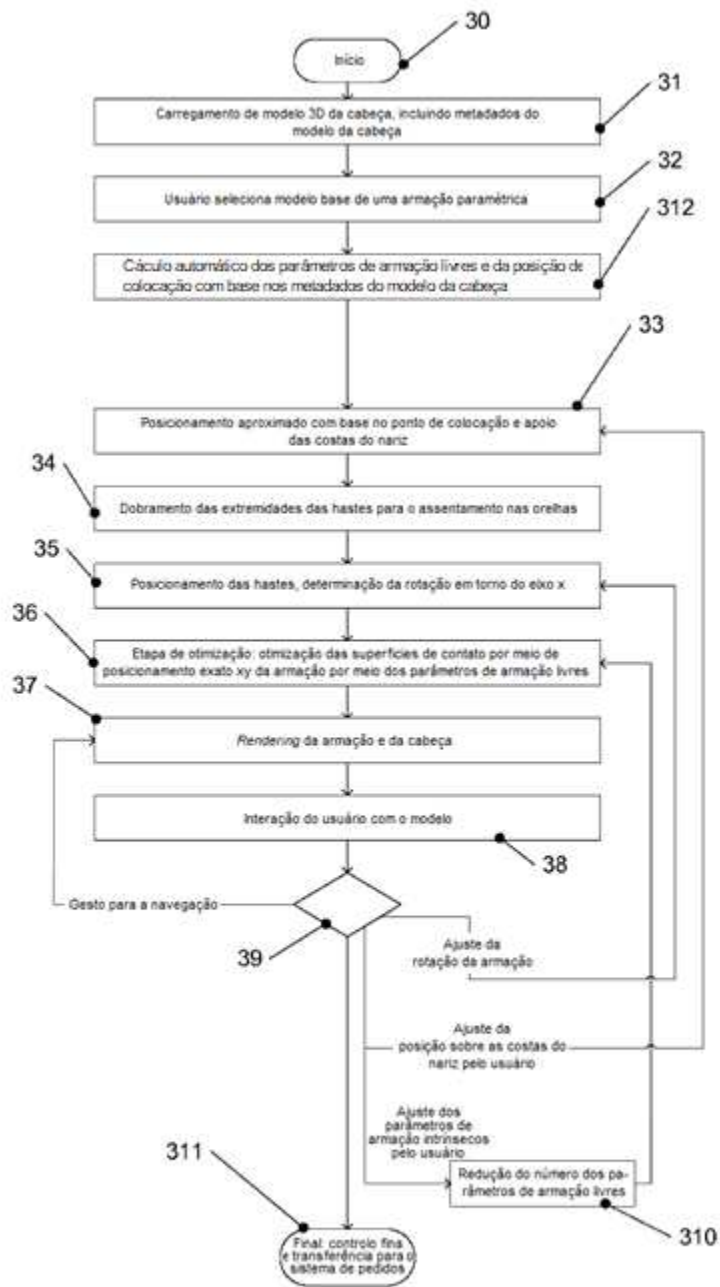 30
Início
31
Carregamento de modelo 3D da cabeça, incluindo metadados do
modelo da cabeça
32
Usuário seleciona modelo base de uma armação paramétrica
312
Cáculo automático dos parâmetros de armação livres e da posição de
colocação com base nos metadados do modelo da cabeça
33
Posicionamento aproximado com base no ponto de colocação e apoio
das costas do nariz
34
Dobramento das extremidades das hastes para o assentamento nas orelhas
35
Posicionamento das hastes, determinação da rotação em torno do eixo x
36
Etapa de otimização: otimização das superfícies de contato por meio de
posicionamento exato xy da armação por meio dos parâmetros de armação livres
37
Rendering da armação e da cabeça
Interação do usuário com o modelo
38
Gesto para a navegação
39
Ajuste da
rotação da armação
Ajuste da
posição sobre as costas do
nariz pelo usuário
Ajuste dos
parâmetros de
armação intrínsecos
pelo usuário
Redução do número dos pa-
râmetros de armação livres
310
311
Final: controlo fina
e transferência para o
sistema de pedidos